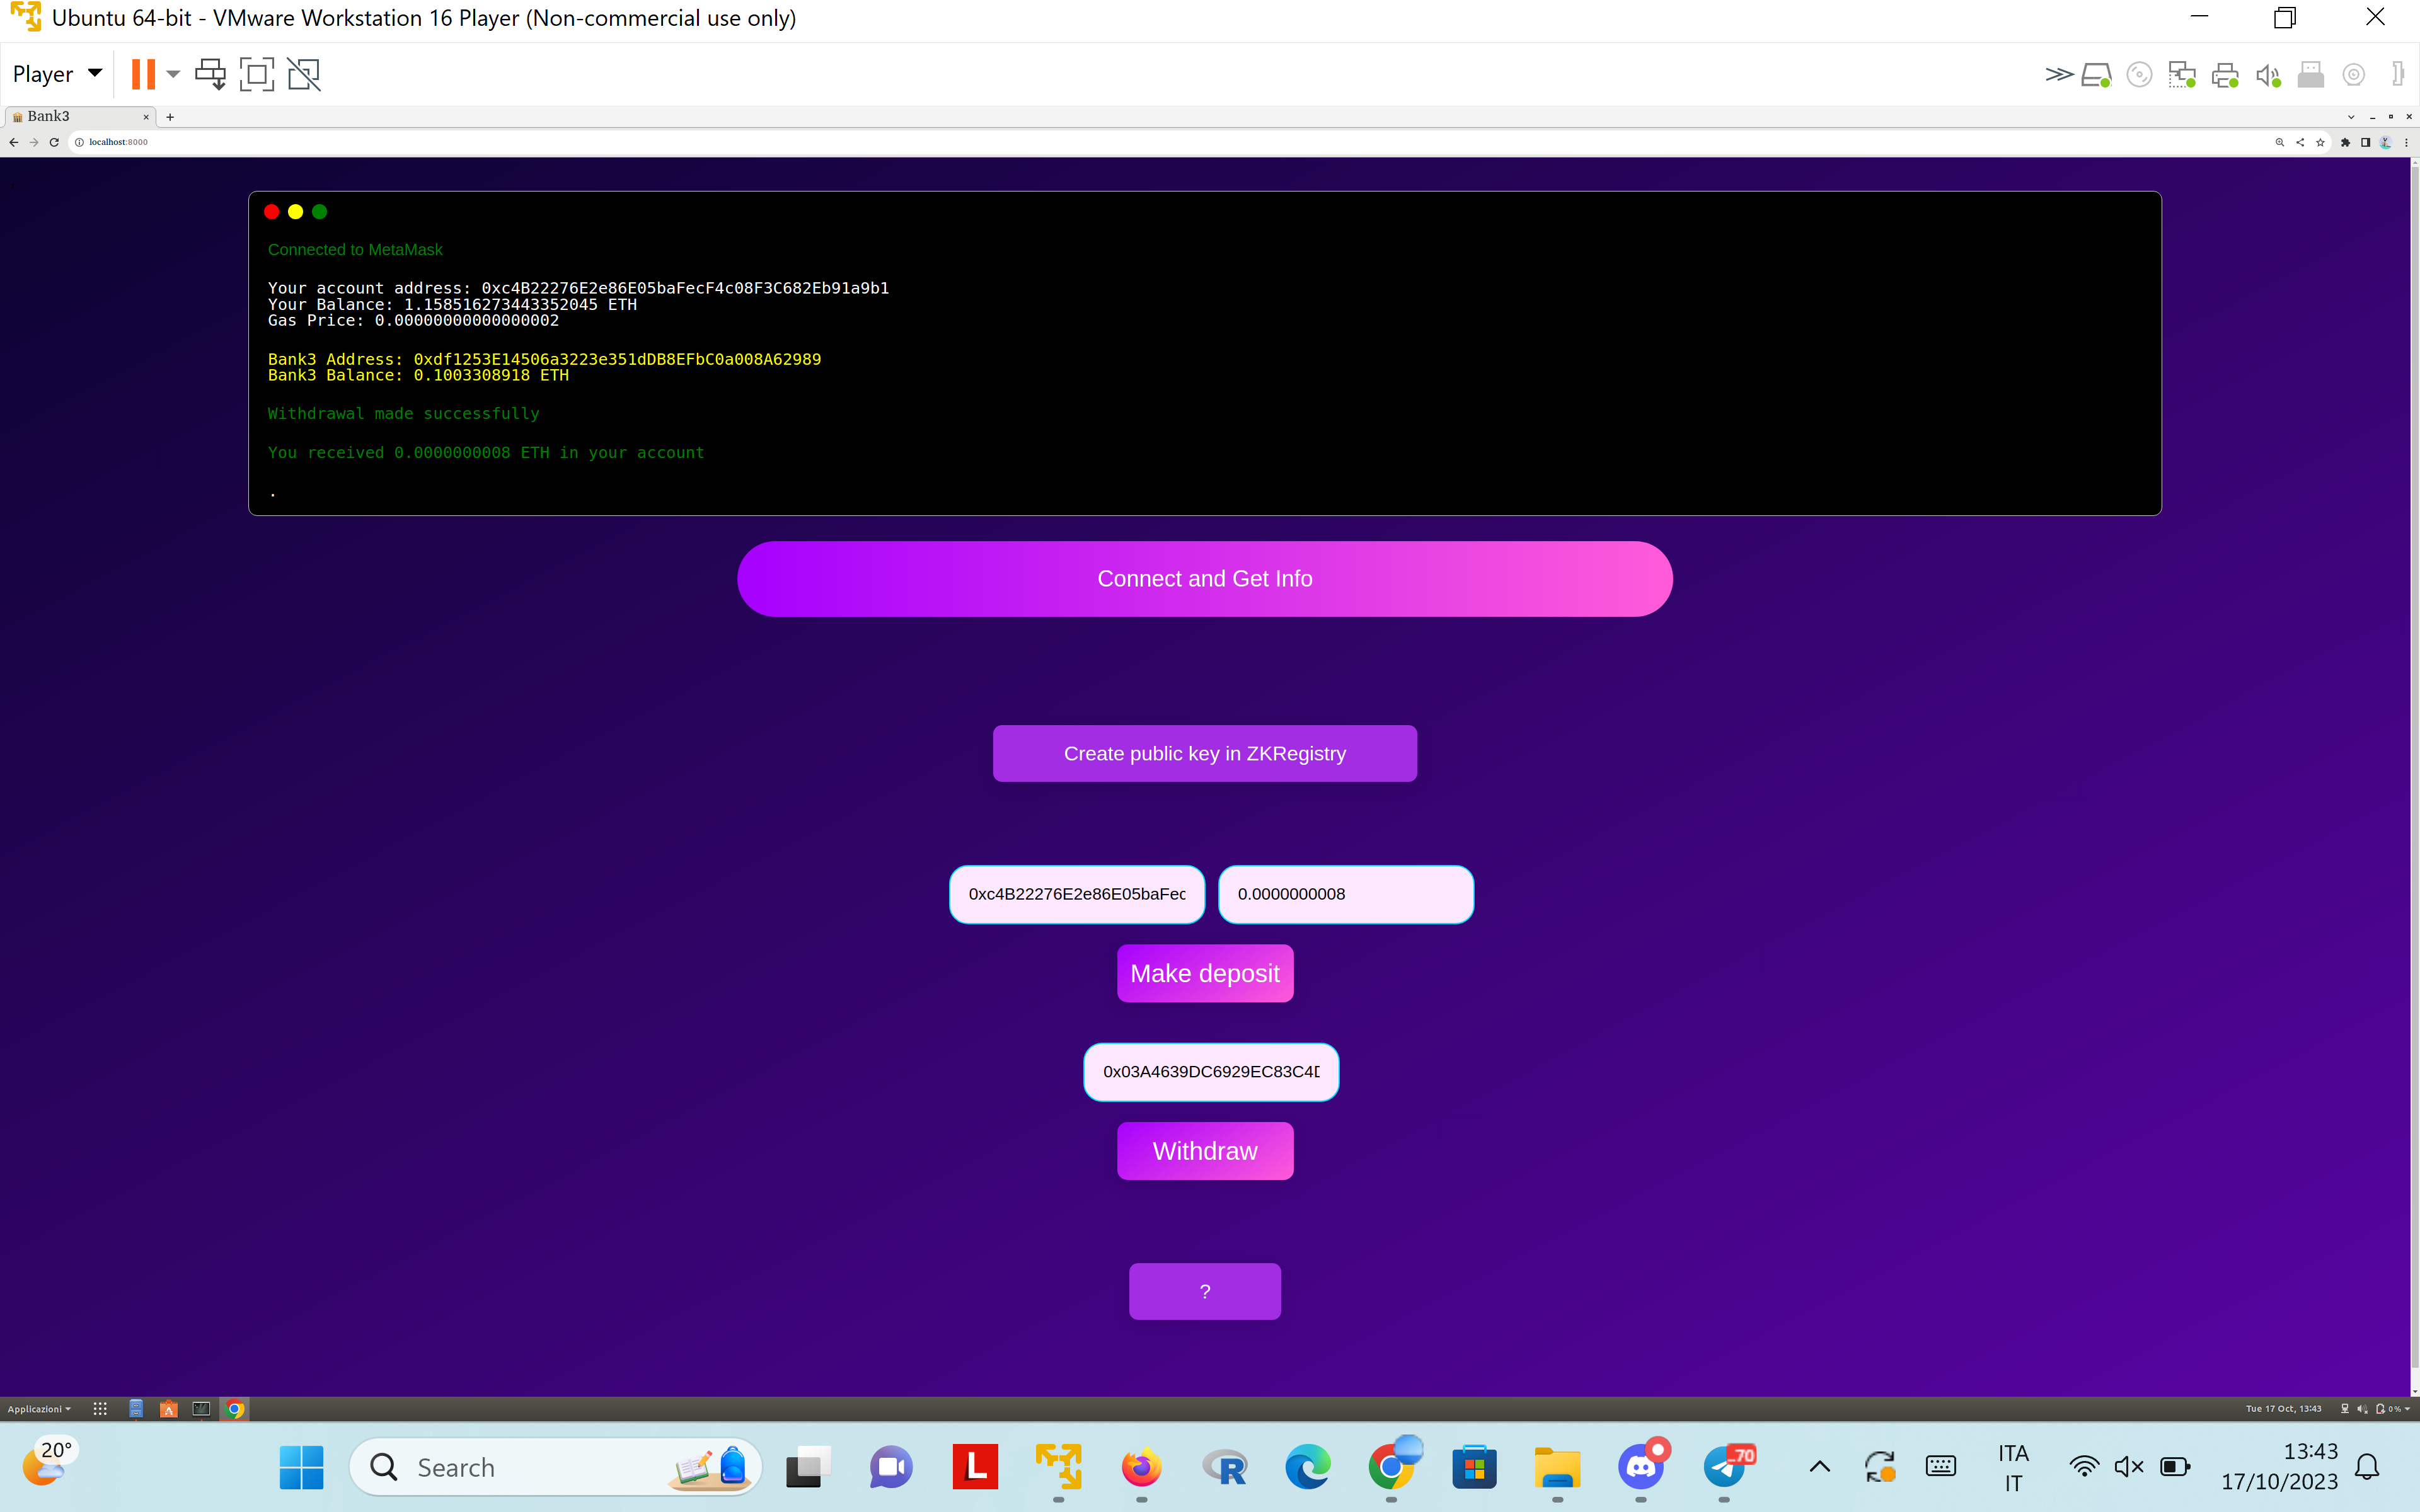 Ubuntu 64-bit - VMware Workstation 16 Player (Non-commercial use only)
Player
Bank3
localhost:8000
Connected to MetaMask
Your account address: 0xc4B22276E2e86E05baFecF4c08F3C682Eb91a9b1
Your Balance: 1.158516273443352045 ETH
Gas Price: 0.00000000000000002
Bank3 Address: 0xdf1253E14506a3223e351dDB8EFbC0a008A62989
Bank3 Balance: 0.1003308918 ETH
Withdrawal made successfully
You received 0.0000000008 ETH in your account
.
Connect and Get Info
Create public key in ZKRegistry
0xc4B22276E2e86E05baFec
0.0000000008
Make deposit
0x03A4639DC6929EC83C4D
Withdraw
?
Applicazioni
Tue 17 Oct, 13:43
0 %
20°
Search
70
ITA
IT
13:43
17/10/2023